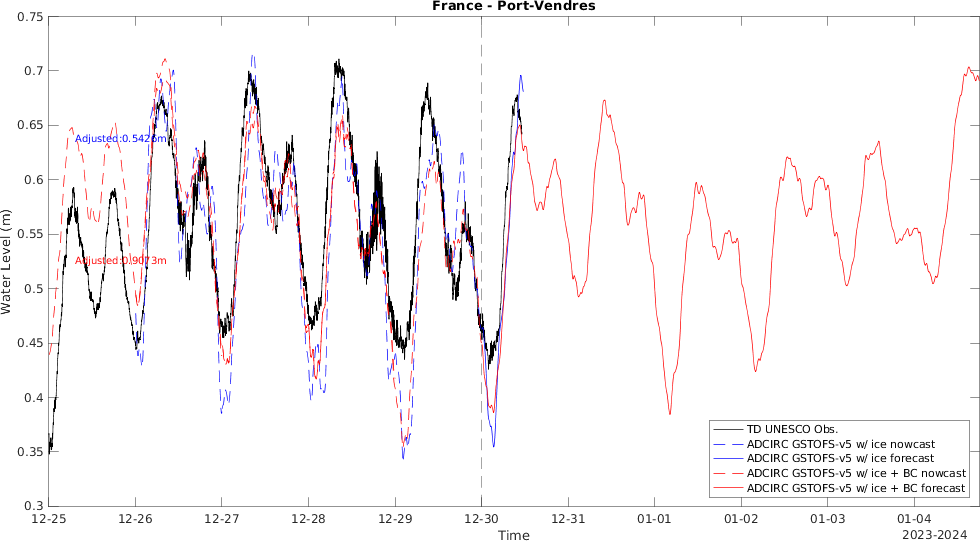 France - Port-Vendres
0.75
0.7
0.65
0.6
0.55
0.5
0.45
0.4
0.35
0.3
Water Level (m)
Adjusted:0.5426m
Adjusted:0.9073m
TD UNESCO Obs.
ADCIRC GSTOFS-v5 w/ ice nowcast
ADCIRC GSTOFS-v5 w/ ice forecast
ADCIRC GSTOFS-v5 w/ ice + BC nowcast
ADCIRC GSTOFS-v5 w/ ice + BC forecast
12-25 12-26 12-27 12-28 12-29 12-30 12-31 01-01 01-02 01-03 01-04
Time
2023-2024